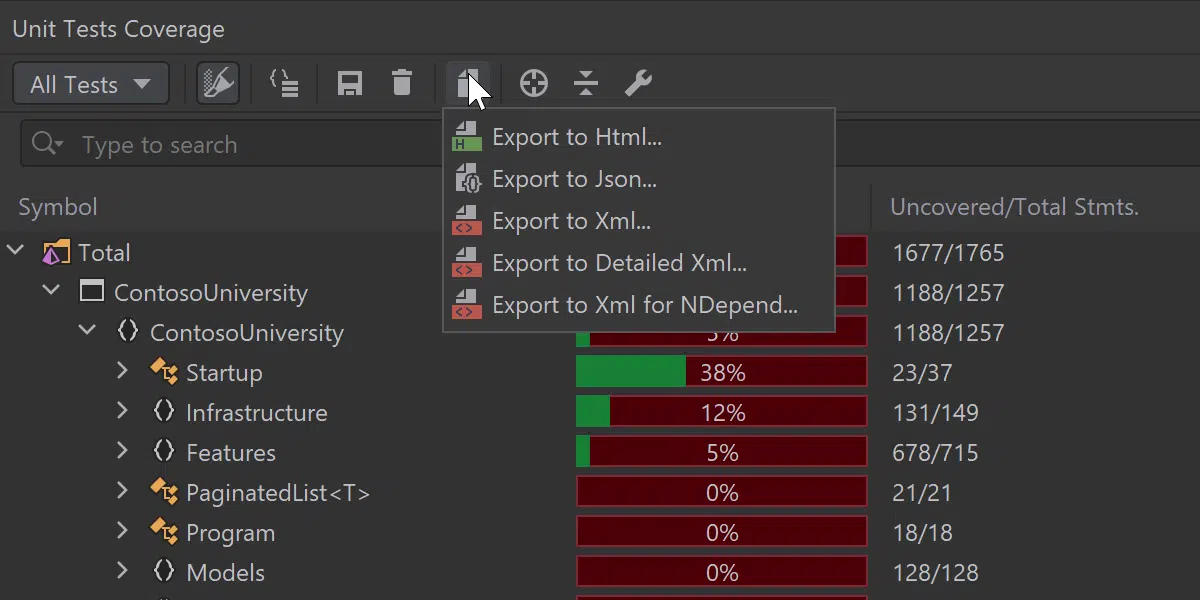 Unit Tests Coverage
All Tests
Type to search
Export to Html...
Export to Json...
Export to Xml...
Export to Detailed Xml...
Export to Xml for NDepend...
Symbol
Uncovered/Total Stmts.
Total
1677/1765
ContosoUniversity
1188/1257
ContosoUniversity
5%
1188/1257
Startup
38%
23/37
Infrastructure
12%
131/149
Features
5%
678/715
PaginatedList<T>
0%
21/21
Program
0%
18/18
Models
0%
128/128